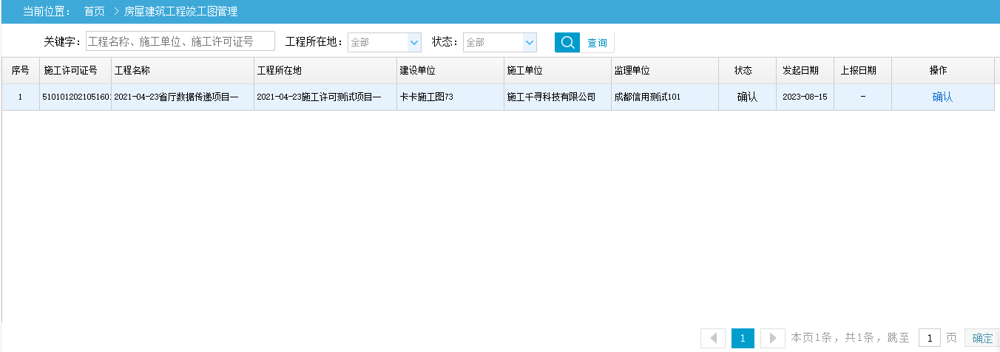 当前位置： 首页 > 房屋建筑工程竣工图管理
关键字： 工程名称、施工单位、施工许可证号 工程所在地： 全部 状态： 全部 查询
序号 施工许可证号 工程名称 工程所在地 建设单位 施工单位 监理单位 状态 发起日期 上报日期 操作
1 510101202105160 2021-04-23省厅数据传递项目一 2021-04-23施工许可测试项目一 卡卡施工图73 施工千寻科技有限公司 成都信用测试101 确认 2023-08-15 - 确认
1 本页1条，共1条，跳至 1 页 确定